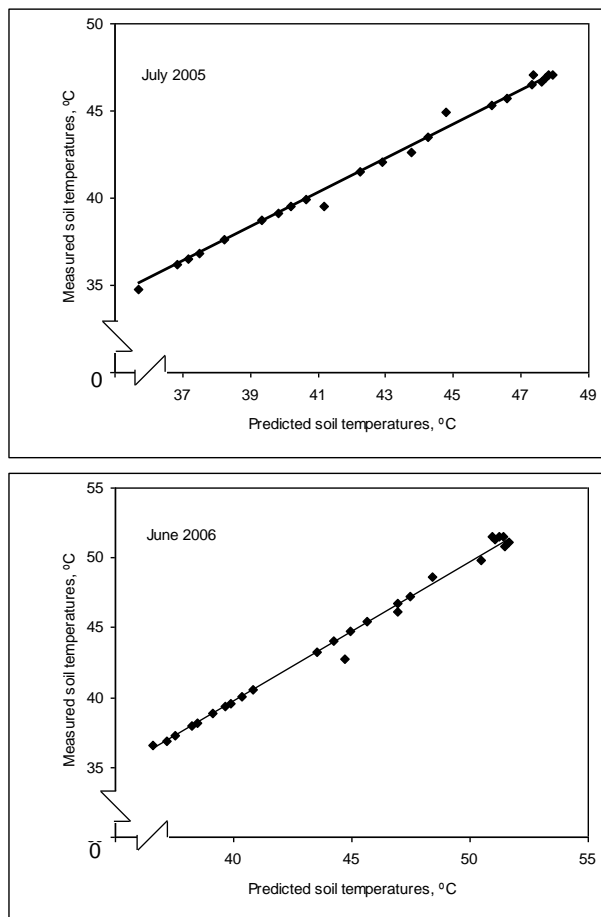 50
July 2005
45
40
35
0
37 39 41 43 45 47 49
Measured soil temperatures, ºC
Predicted soil temperatures, ºC
55
June 2006
50
45
40
35
0
40 45 50 55
Measured soil temperatures, ºC
Predicted soil temperatures, ºC